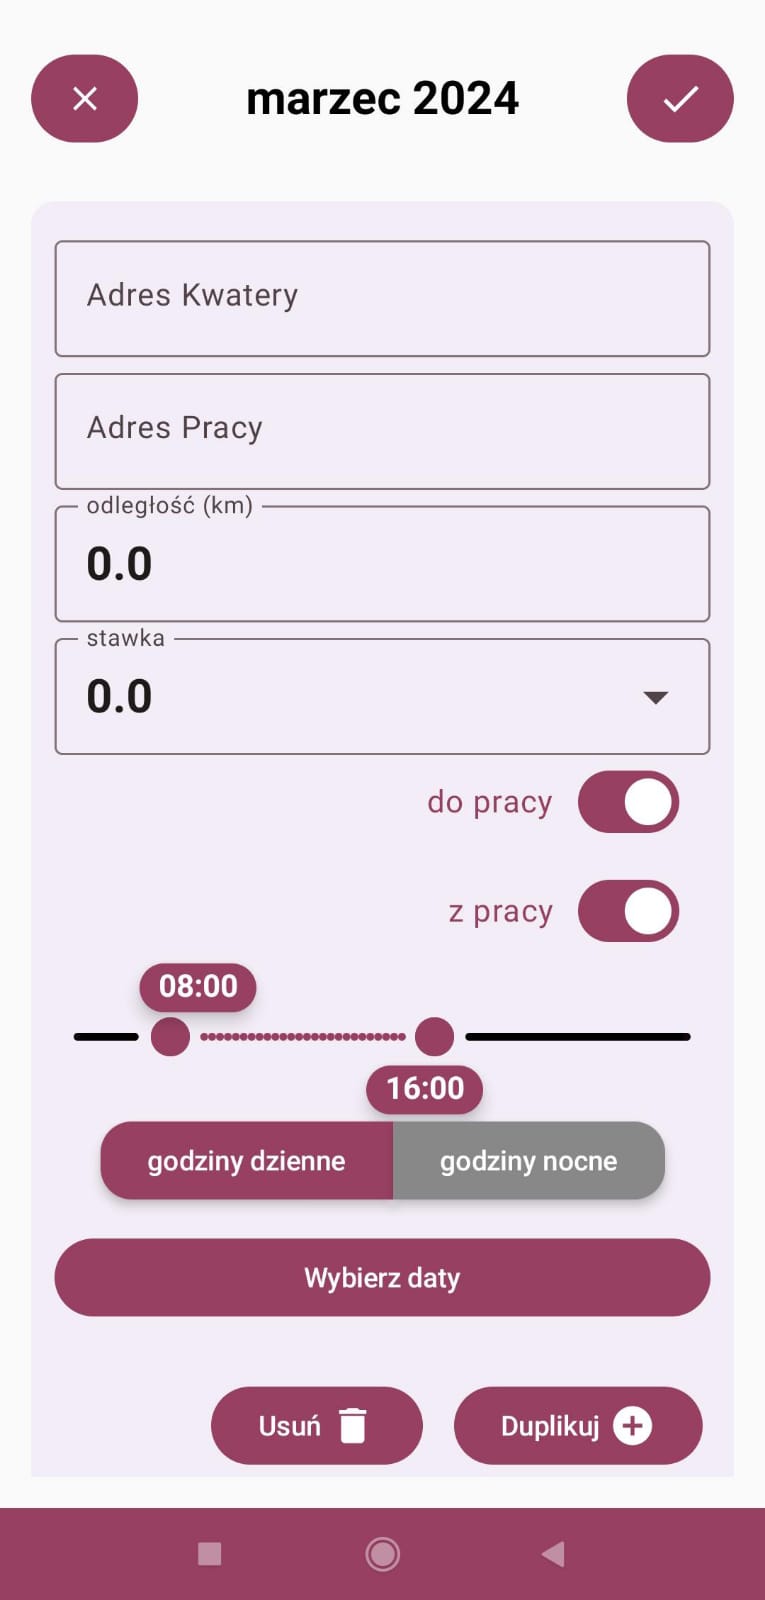 marzec 2024
Adres Kwatery
Adres Pracy
odległość (km)
0.0
stawka
0.0
do pracy
z pracy
08:00
16:00
godziny dzienne
godziny nocne
Wybierz daty
Usuń
Duplikuj